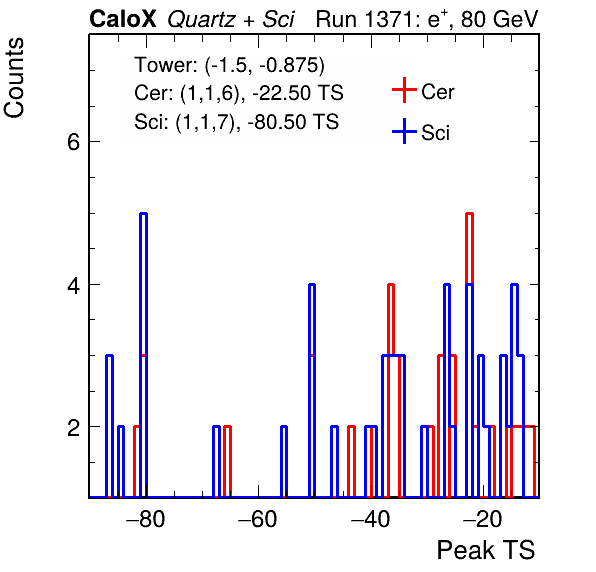 CaloX Quartz + Sci Run 1371: e+, 80 GeV
Counts
Tower: (-1.5, -0.875)
Cer: (1,1,6), -22.50 TS
Sci: (1,1,7), -80.50 TS
Cer
Sci
6
4
2
−80 −60 −40 −20
Peak TS